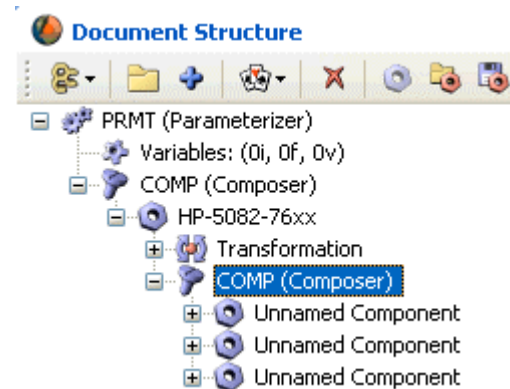 Document Structure
PRMT (Parameterizer)
Variables: (0i, 0f, 0v)
COMP (Composer)
HP-5082-76xx
Transformation
COMP (Composer)
Unnamed Component
Unnamed Component
Unnamed Component